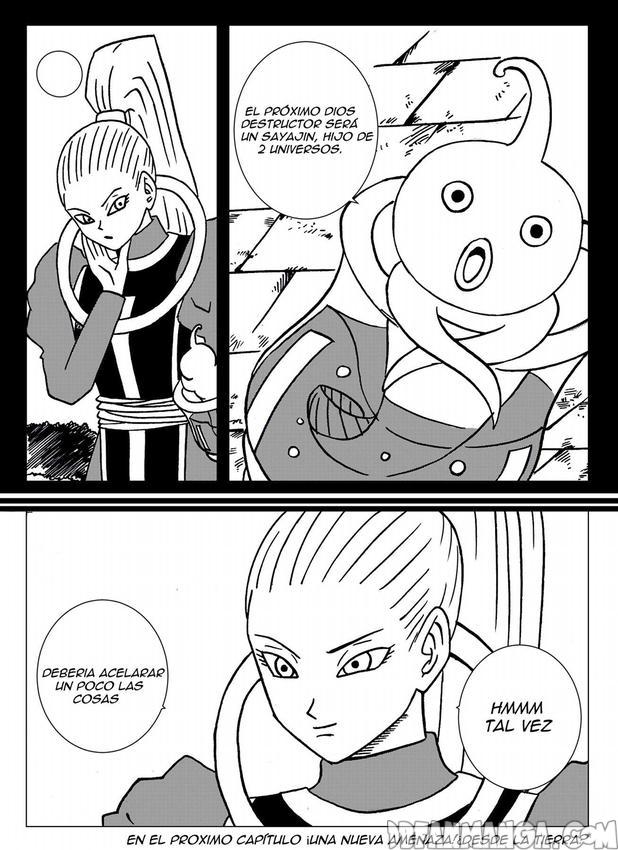 EL PRÓXIMO DIOS
DESTRUCTOR SERÁ
UN SAYAJIN, HIJO DE
2 UNIVERSOS.
DEBERIA ACELARAR
UN POCO LAS
COSAS
HMMM
TAL VEZ
EN EL PROXIMO CAPÍTULO ¡UNA NUEVA AMENAZA!¿DESDE LA TIERRA?